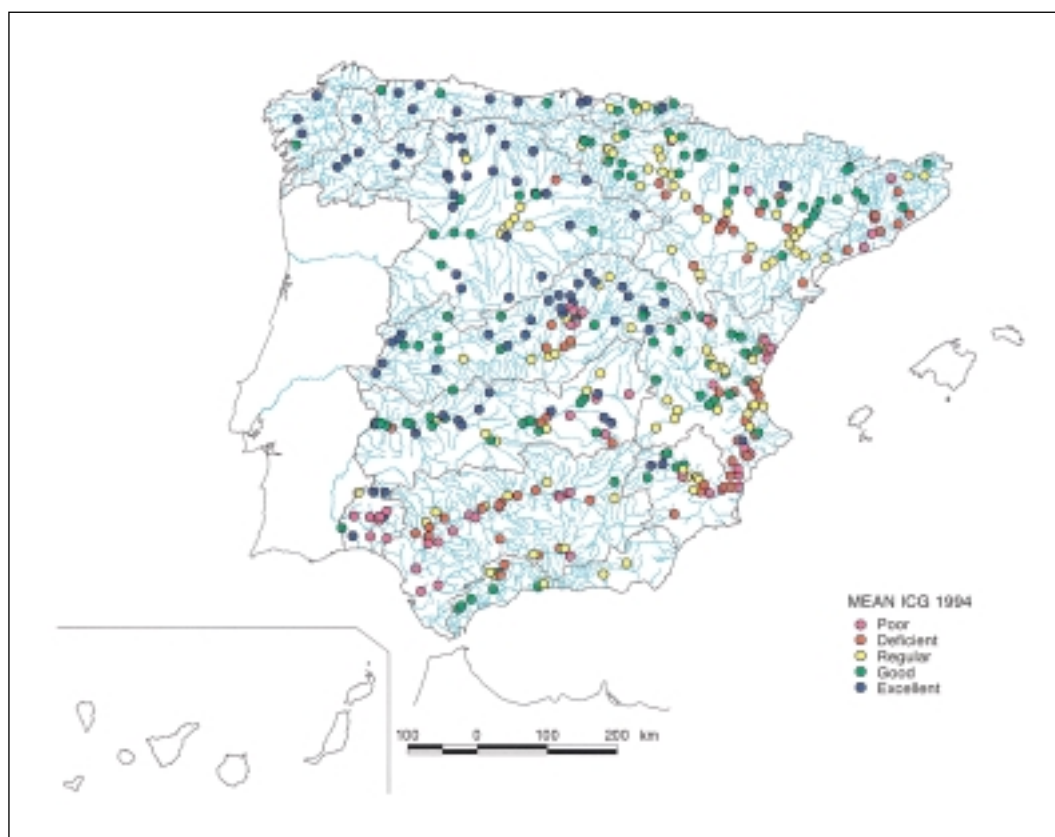 MEAN ICG 1994
Poor
Deficient
Regular
Good
Excellent
100 0 100 200 km